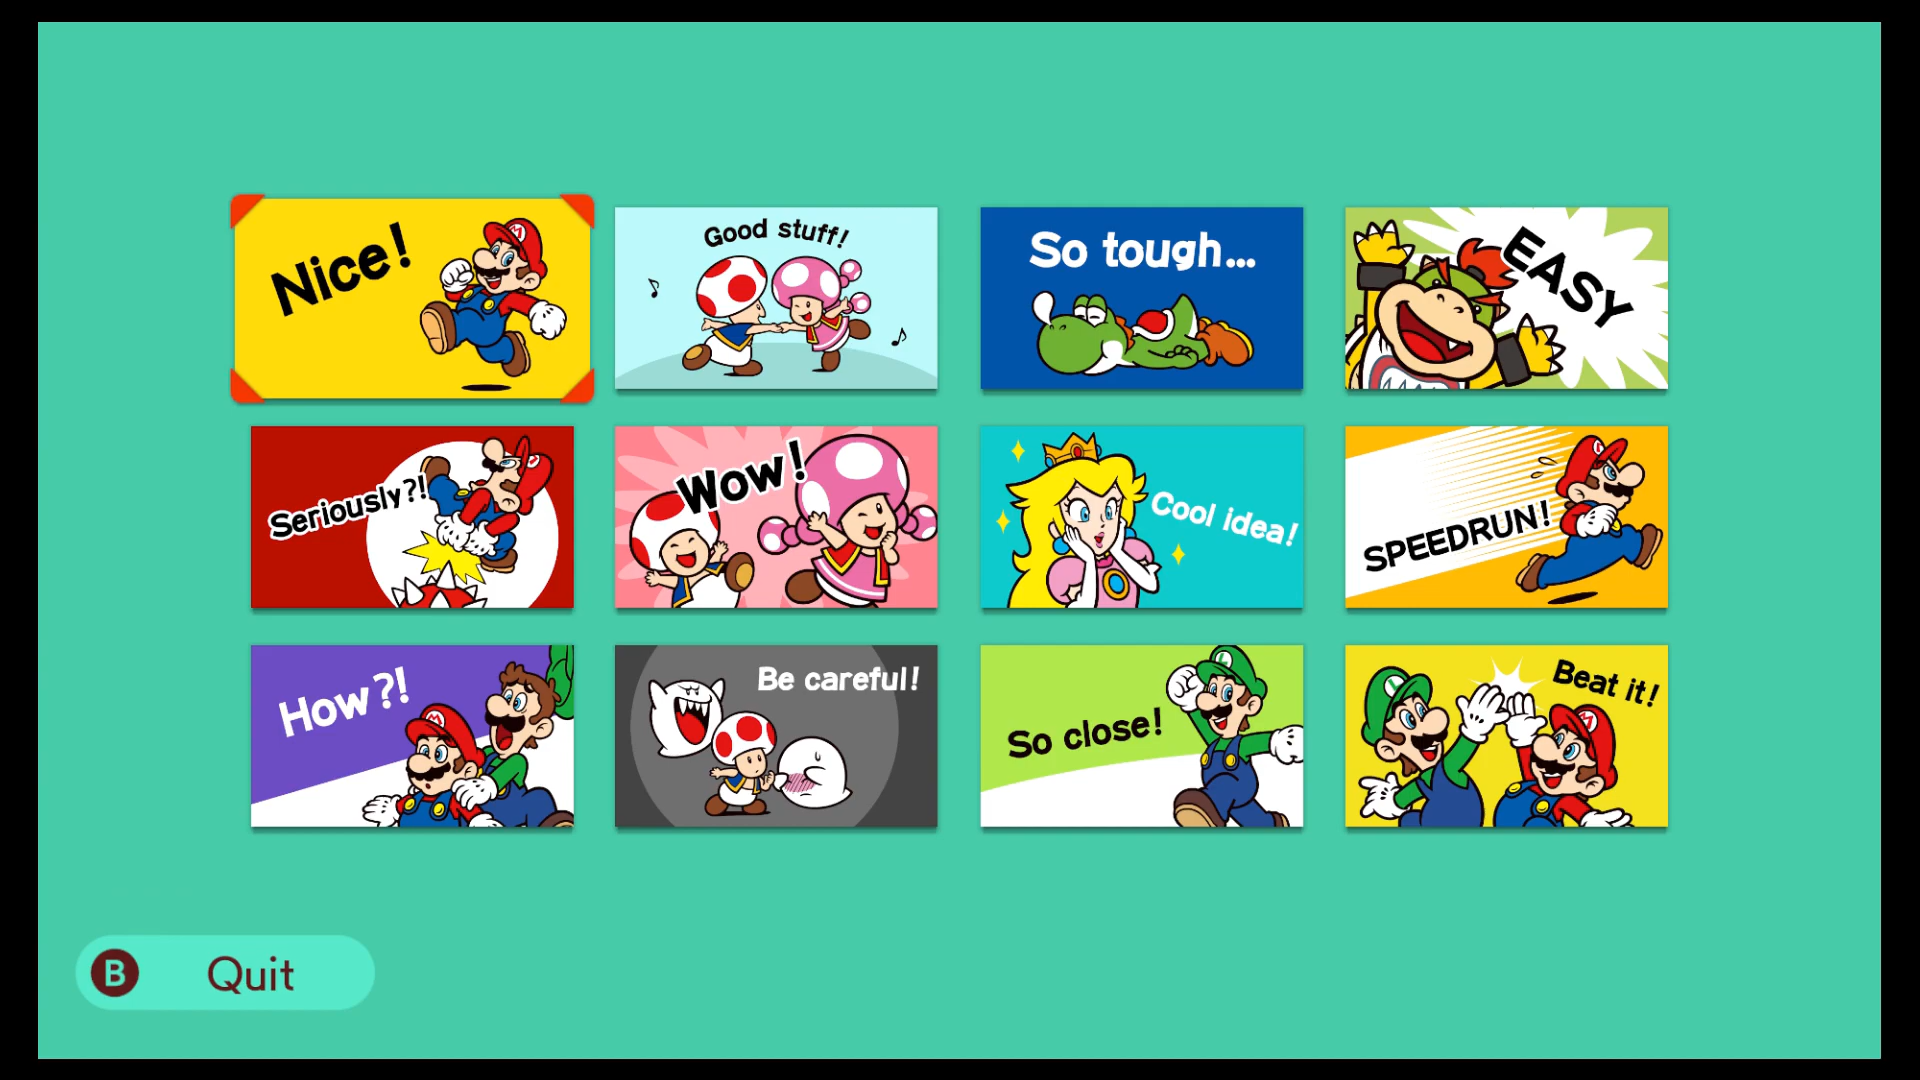 Nice!
Good stuff!
So tough...
EASY
Seriously?!
Wow!
Cool idea!
SPEEDRUN!
How?!
Be careful!
So close!
Beat it!
B Quit